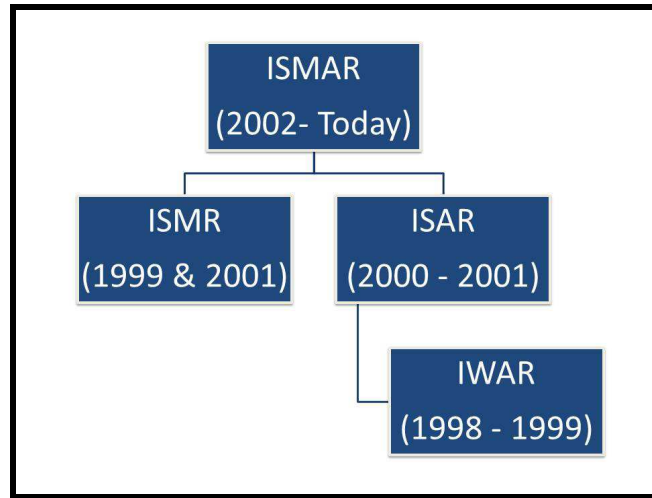 ISMAR
(2002- Today)
ISMR
(1999 & 2001)
ISAR
(2000 - 2001)
IWAR
(1998 - 1999)